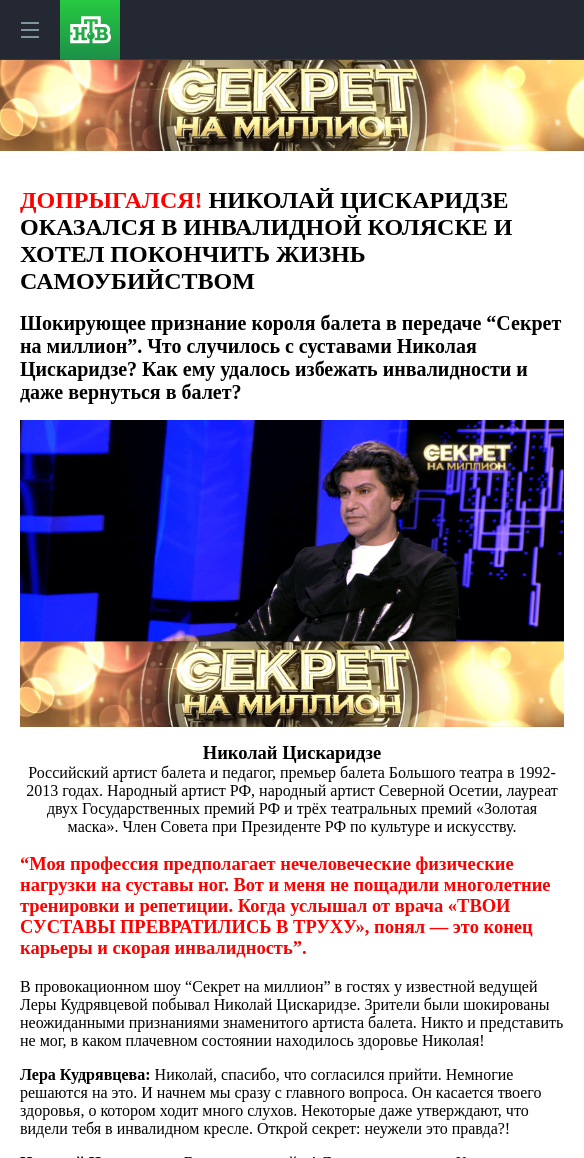 НТВ
СЕКРЕТ
НА МИЛЛИОН
ДОПРЫГАЛСЯ! НИКОЛАЙ ЦИСКАРИДЗЕ
ОКАЗАЛСЯ В ИНВАЛИДНОЙ КОЛЯСКЕ И
ХОТЕЛ ПОКОНЧИТЬ ЖИЗНЬ
САМОУБИЙСТВОМ
Шокирующее признание короля балета в передаче “Секрет
на миллион”. Что случилось с суставами Николая
Цискаридзе? Как ему удалось избежать инвалидности и
даже вернуться в балет?
СЕКРЕТ
НА МИЛЛИОН
СЕКРЕТ
НА МИЛЛИОН
Николай Цискаридзе
Российский артист балета и педагог, премьер балета Большого театра в 1992-
2013 годах. Народный артист РФ, народный артист Северной Осетии, лауреат
двух Государственных премий РФ и трёх театральных премий «Золотая
маска». Член Совета при Президенте РФ по культуре и искусству.
“Моя профессия предполагает нечеловеческие физические
нагрузки на суставы ног. Вот и меня не пощадили многолетние
тренировки и репетиции. Когда услышал от врача «ТВОИ
СУСТАВЫ ПРЕВРАТИЛИСЬ В ТРУХУ», понял — это конец
карьеры и скорая инвалидность”.
В провокационном шоу “Секрет на миллион” в гостях у известной ведущей
Леры Кудрявцевой побывал Николай Цискаридзе. Зрители были шокированы
неожиданными признаниями знаменитого артиста балета. Никто и представить
не мог, в каком плачевном состоянии находилось здоровье Николая!
Лера Кудрявцева: Николай, спасибо, что согласился прийти. Немногие
решаются на это. И начнем мы сразу с главного вопроса. Он касается твоего
здоровья, о котором ходит много слухов. Некоторые даже утверждают, что
видели тебя в инвалидном кресле. Открой секрет: неужели это правда?!